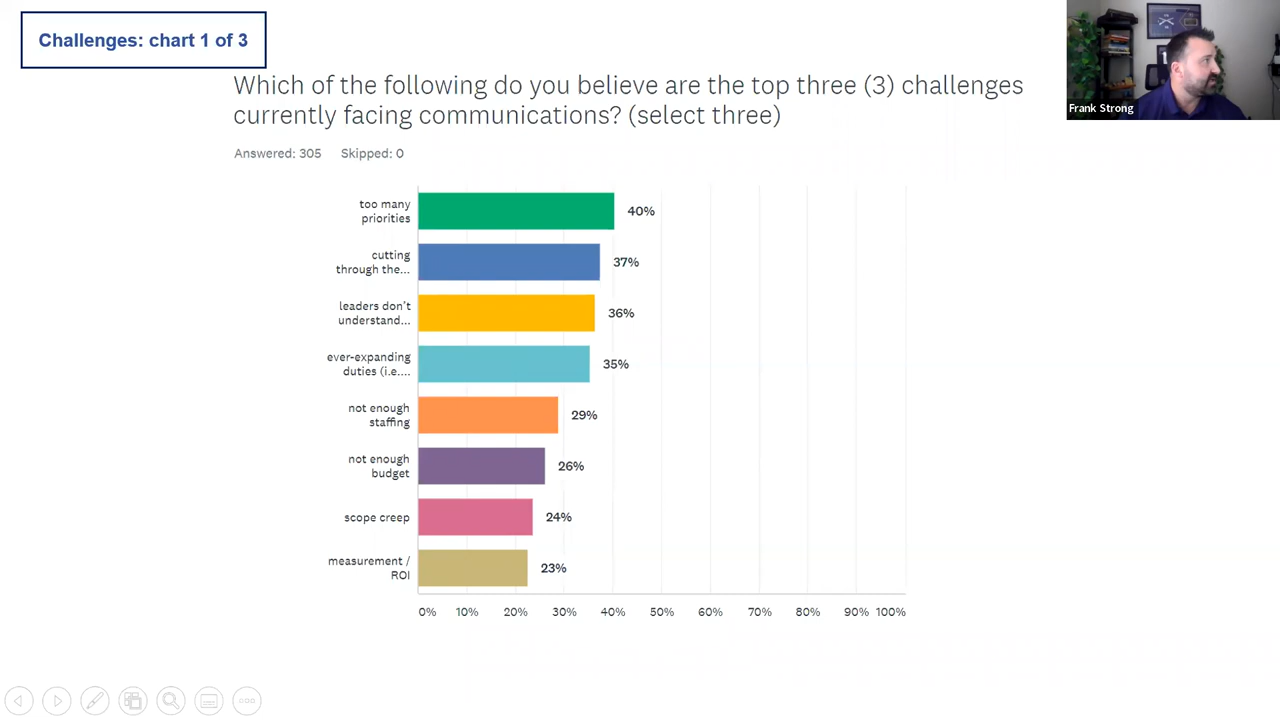 Challenges: chart 1 of 3
Frank Strong
Which of the following do you believe are the top three (3) challenges
currently facing communications? (select three)
Answered: 305 Skipped: 0
too many
priorities
40%
cutting
through the...
37%
leaders don't
understand...
36%
ever-expanding
duties (i.e....
35%
not enough
staffing
29%
not enough
budget
26%
scope creep
24%
measurement /
ROI
23%
0% 10% 20% 30% 40% 50% 60% 70% 80% 90% 100%